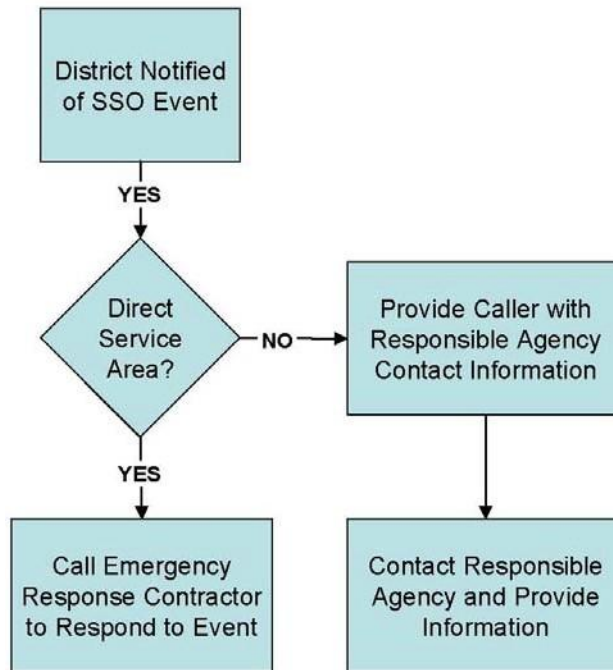 District Notified
of SSO Event
YES
Direct
Service
Area?
NO
Provide Caller with
Responsible Agency
Contact Information
YES
Call Emergency
Response Contractor
to Respond to Event
Contact Responsible
Agency and Provide
Information